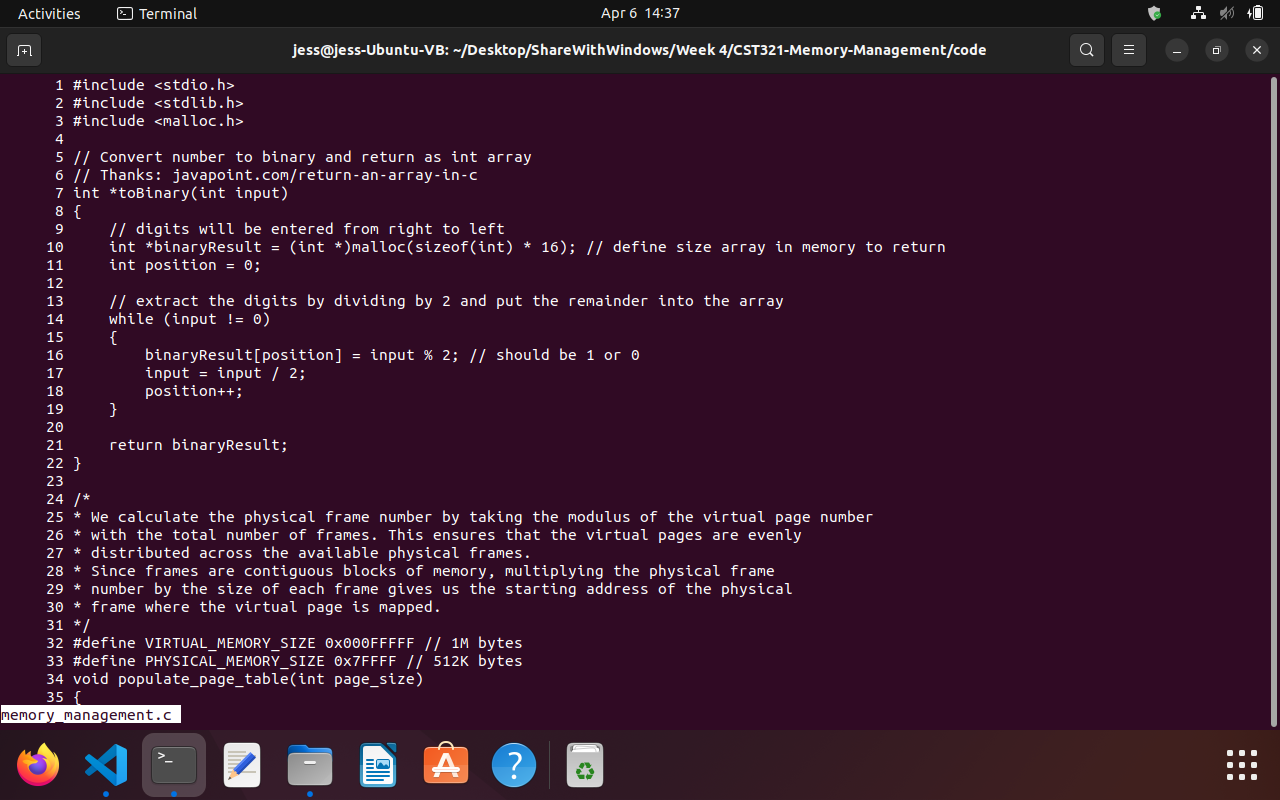 Activities Terminal Apr 6 14:37
jess@jess-Ubuntu-VB: ~/Desktop/ShareWithWindows/Week 4/CST321-Memory-Management/code
1 #include <stdio.h>
2 #include <stdlib.h>
3 #include <malloc.h>
4
5 // Convert number to binary and return as int array
6 // Thanks: javapoint.com/return-an-array-in-c
7 int *toBinary(int input)
8 {
9     // digits will be entered from right to left
10     int *binaryResult = (int *)malloc(sizeof(int) * 16); // define size array in memory to return
11     int position = 0;
12
13     // extract the digits by dividing by 2 and put the remainder into the array
14     while (input != 0)
15     {
16         binaryResult[position] = input % 2; // should be 1 or 0
17         input = input / 2;
18         position++;
19     }
20
21     return binaryResult;
22 }
23
24 /*
25 * We calculate the physical frame number by taking the modulus of the virtual page number
26 * with the total number of frames. This ensures that the virtual pages are evenly
27 * distributed across the available physical frames.
28 * Since frames are contiguous blocks of memory, multiplying the physical frame
29 * number by the size of each frame gives us the starting address of the physical
30 * frame where the virtual page is mapped.
31 */
32 #define VIRTUAL_MEMORY_SIZE 0x000FFFFF // 1M bytes
33 #define PHYSICAL_MEMORY_SIZE 0x7FFFF // 512K bytes
34 void populate_page_table(int page_size)
35 {
memory_management.c